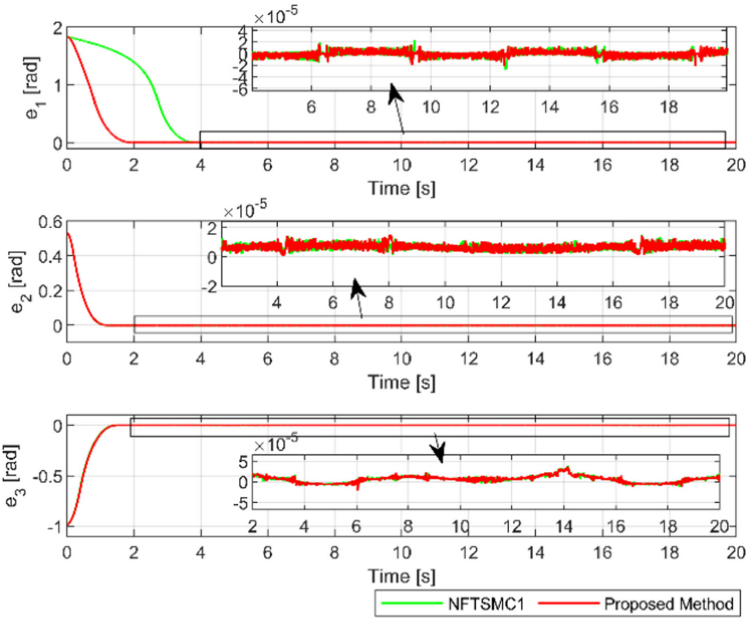 ×10⁻⁵
4
2
0
-2
-4
-6
6 8 10 12 14 16 18
2
1
0
e₁ [rad]
0 2 4 6 8 10 12 14 16 18 20
Time [s]
×10⁻⁵
2
0
-2
4 6 8 10 12 14 16 18 20
0.6
0.4
0.2
0
e₂ [rad]
0 2 4 6 8 10 12 14 16 18 20
Time [s]
0
-0.5
-1
e₃ [rad]
×10⁻⁵
5
0
-5
2 4 6 8 10 12 14 16 18 20
0 2 4 6 8 10 12 14 16 18 20
Time [s]
NFTSMC1 Proposed Method